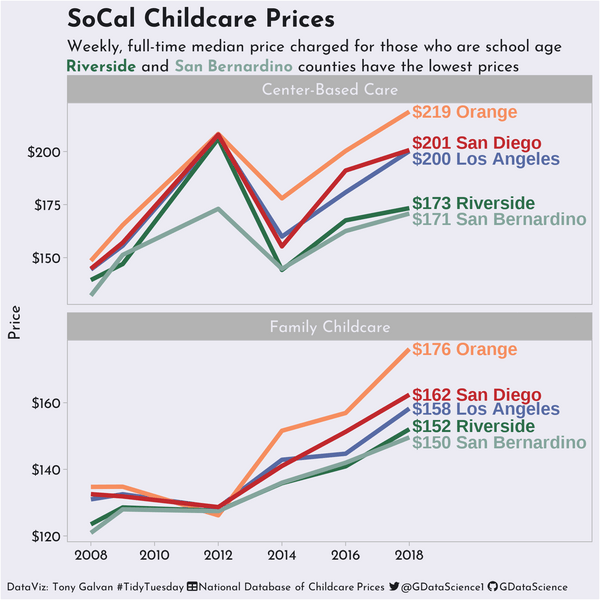 SoCal Childcare Prices
Weekly, full-time median price charged for those who are school age
Riverside and San Bernardino counties have the lowest prices
Center-Based Care
$219 Orange
$201 San Diego
$200 Los Angeles
$173 Riverside
$171 San Bernardino
$200
$175
$150
Price
Family Childcare
$176 Orange
$162 San Diego
$158 Los Angeles
$152 Riverside
$150 San Bernardino
$160
$140
$120
2008 2010 2012 2014 2016 2018
DataViz: Tony Galvan #TidyTuesday National Database of Childcare Prices @GDataScience1 GDataScience